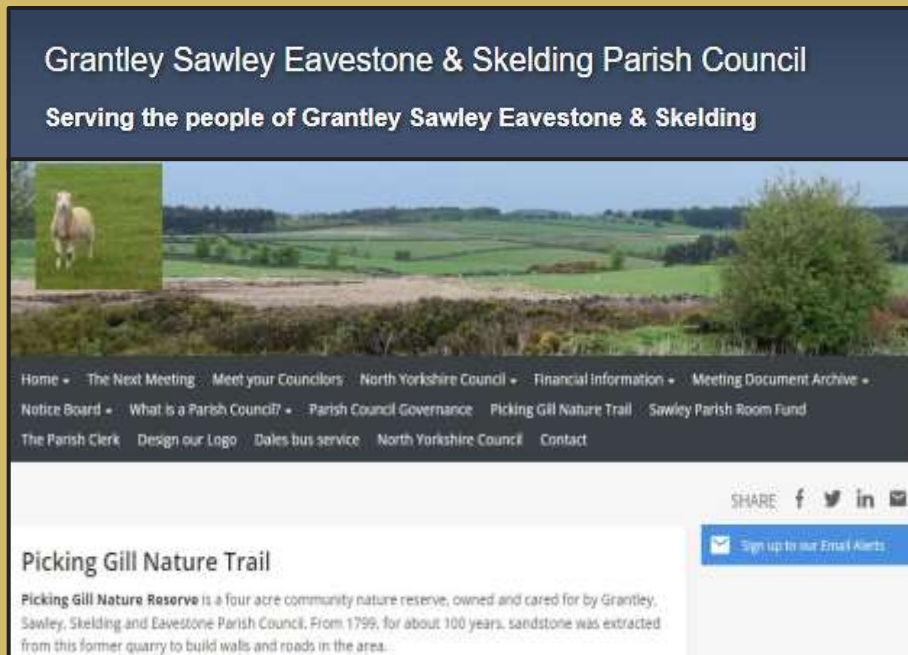 Grantley Sawley Eavestone & Skelding Parish Council
Serving the people of Grantley Sawley Eavestone & Skelding
Home The Next Meeting Meet your Councilors North Yorkshire Council Financial Information Meeting Document Archive
Notice Board What is a Parish Council? Parish Council Governance Picking Gill Nature Trail Sawley Parish Room Fund
The Parish Clerk Design our Logo Dales bus service North Yorkshire Council Contact
SHARE
Sign up to our Email Alerts
Picking Gill Nature Trail
Picking Gill Nature Reserve is a four acre community nature reserve, owned and cared for by Grantley,
Sawley, Skelding and Eavestone Parish Council. From 1799, for about 100 years, sandstone was extracted
from this former quarry to build walls and roads in the area.